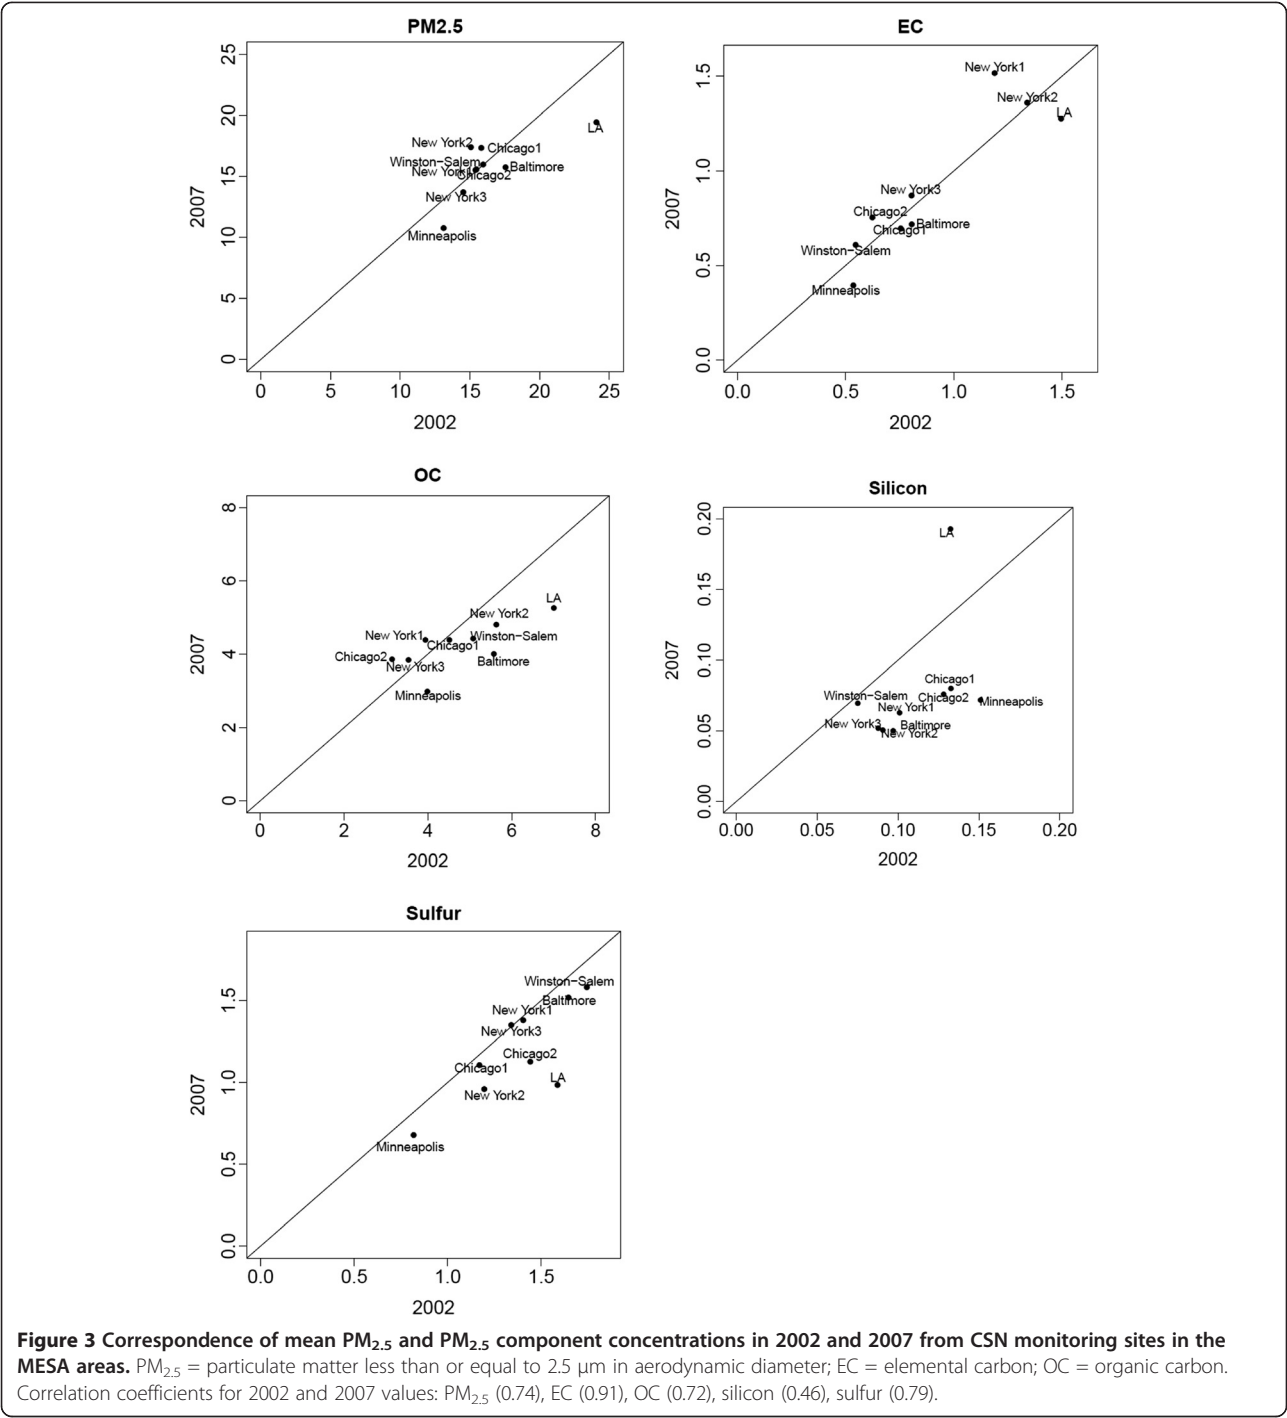 PM2.5
25
20
15
10
5
0
2007
New York2
Chicago1
LA
Winston−Salem
New York1
Chicago2
Baltimore
New York3
Minneapolis
0 5 10 15 20 25
2002
EC
1.5
1.0
0.5
0.0
2007
New York1
New York2
LA
New York3
Chicago2
Chicago1
Baltimore
Winston−Salem
Minneapolis
0.0 0.5 1.0 1.5
2002
OC
8
6
4
2
0
2007
LA
New York2
New York1
Chicago1
Winston−Salem
Chicago2
New York3
Baltimore
Minneapolis
0 2 4 6 8
2002
Silicon
0.20
0.15
0.10
0.05
0.00
2007
LA
Chicago1
Winston−Salem
Chicago2
Minneapolis
New York1
New York3
Baltimore
New York2
0.00 0.05 0.10 0.15 0.20
2002
Sulfur
1.5
1.0
0.5
0.0
2007
Winston−Salem
Baltimore
New York1
New York3
Chicago2
Chicago1
LA
New York2
Minneapolis
0.0 0.5 1.0 1.5
2002
Figure 3 Correspondence of mean PM2.5 and PM2.5 component concentrations in 2002 and 2007 from CSN monitoring sites in the
MESA areas. PM2.5 = particulate matter less than or equal to 2.5 μm in aerodynamic diameter; EC = elemental carbon; OC = organic carbon.
Correlation coefficients for 2002 and 2007 values: PM2.5 (0.74), EC (0.91), OC (0.72), silicon (0.46), sulfur (0.79).